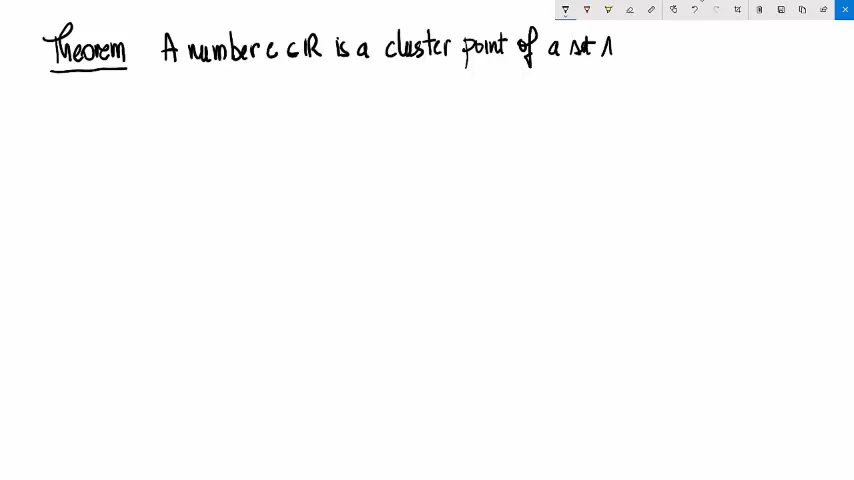 Theorem A number c ∈ ℝ is a cluster point of a set